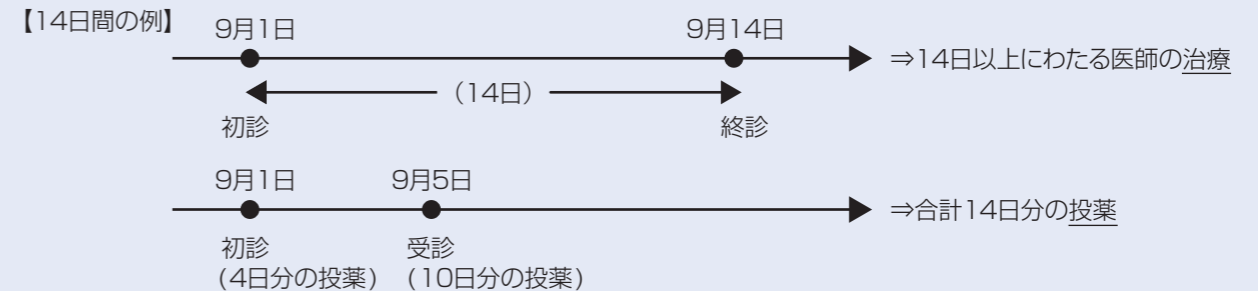 【14日間の例】
9月1日 9月14日
⇒14日以上にわたる医師の治療
（14日）
初診 終診
9月1日 9月5日
⇒合計14日分の投薬
初診 受診
(4日分の投薬) (10日分の投薬)